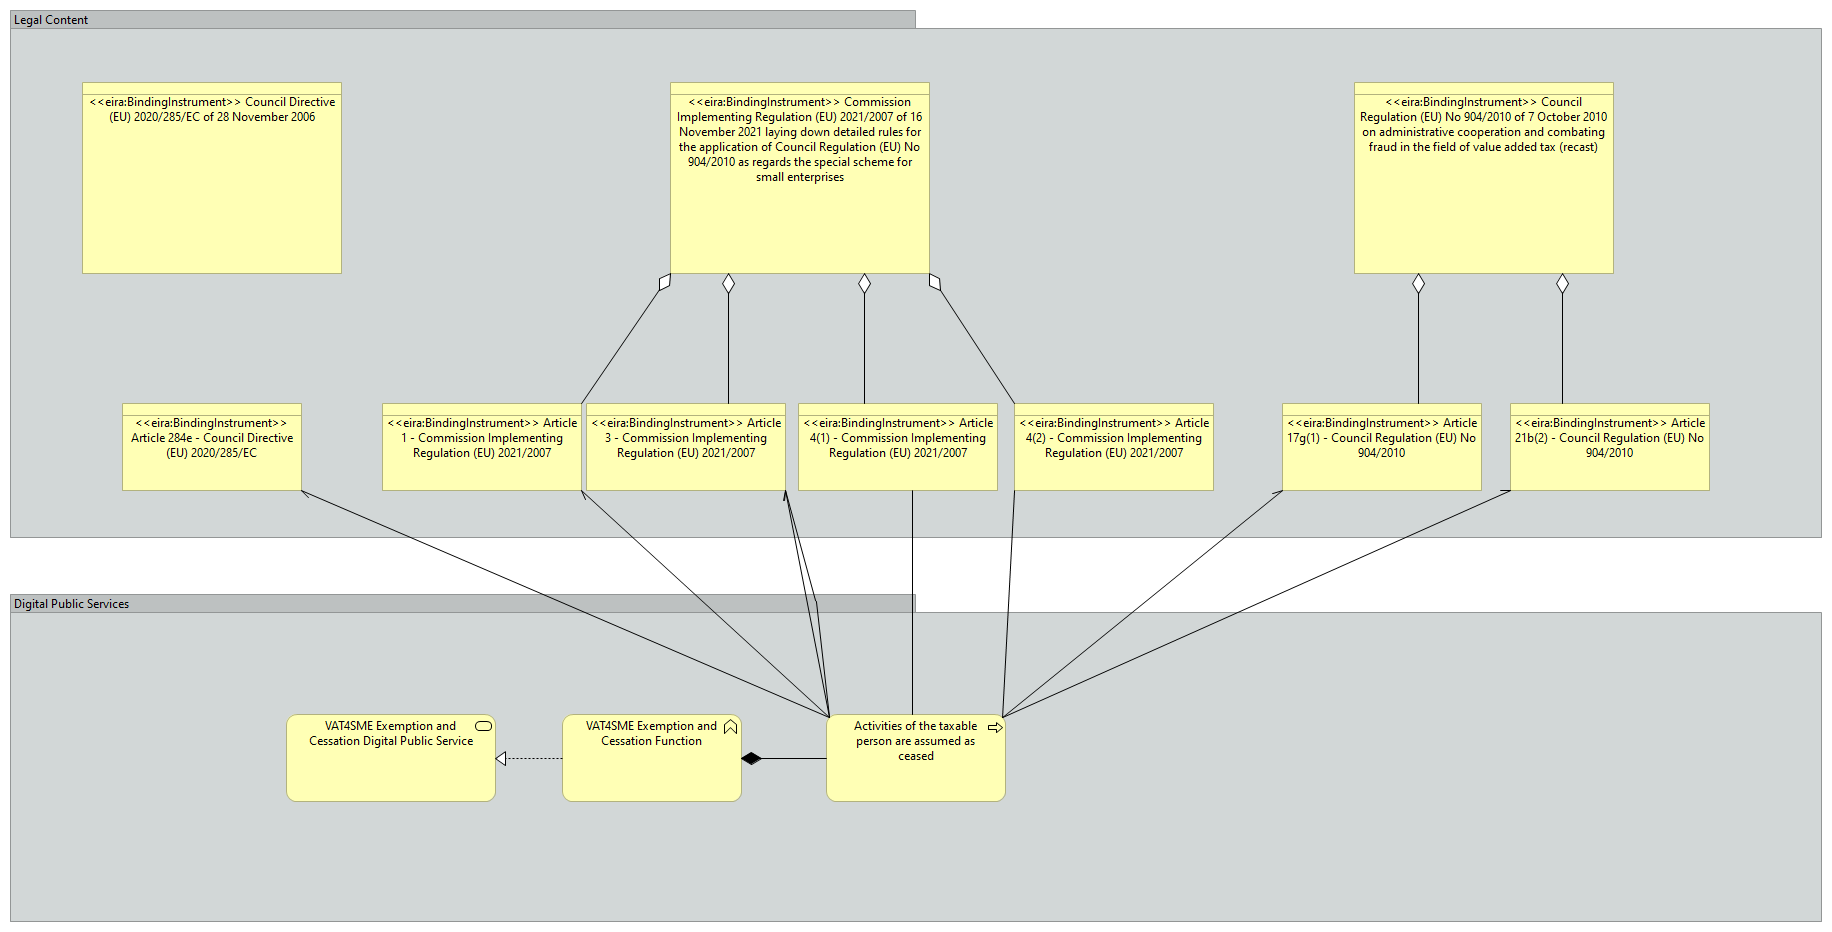 Legal Content
<<eira:BindingInstrument>> Council Directive
(EU) 2020/285/EC of 28 November 2006
<<eira:BindingInstrument>> Commission
Implementing Regulation (EU) 2021/2007 of 16
November 2021 laying down detailed rules for
the application of Council Regulation (EU) No
904/2010 as regards the special scheme for
small enterprises
<<eira:BindingInstrument>> Council
Regulation (EU) No 904/2010 of 7 October 2010
on administrative cooperation and combating
fraud in the field of value added tax (recast)
<<eira:BindingInstrument>>
Article 284e - Council Directive
(EU) 2020/285/EC
<<eira:BindingInstrument>> Article
1 - Commission Implementing
Regulation (EU) 2021/2007
<<eira:BindingInstrument>> Article
3 - Commission Implementing
Regulation (EU) 2021/2007
<<eira:BindingInstrument>> Article
4(1) - Commission Implementing
Regulation (EU) 2021/2007
<<eira:BindingInstrument>> Article
4(2) - Commission Implementing
Regulation (EU) 2021/2007
<<eira:BindingInstrument>> Article
17g(1) - Council Regulation (EU) No
904/2010
<<eira:BindingInstrument>> Article
21b(2) - Council Regulation (EU) No
904/2010
Digital Public Services
VAT4SME Exemption and
Cessation Digital Public Service
VAT4SME Exemption and
Cessation Function
Activities of the taxable
person are assumed as
ceased